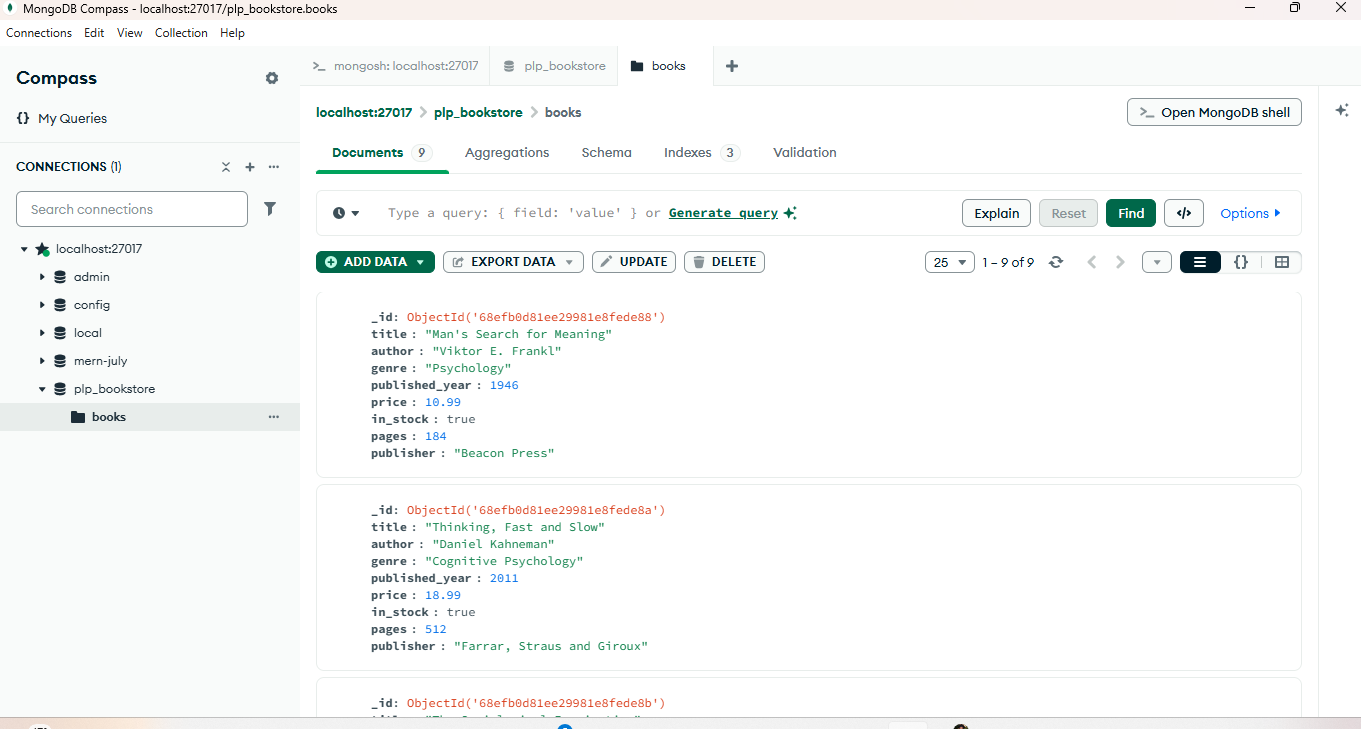 MongoDB Compass - localhost:27017/plp_bookstore.books
Connections Edit View Collection Help
Compass
{} My Queries
CONNECTIONS (1)
Search connections
localhost:27017
admin
config
local
mern-july
plp_bookstore
books
>_ mongosh: localhost:27017 plp_bookstore books
localhost:27017 > plp_bookstore > books
>_ Open MongoDB shell
Documents 9 Aggregations Schema Indexes 3 Validation
Type a query: { field: 'value' } or Generate query
Explain Reset Find </> Options
ADD DATA EXPORT DATA UPDATE DELETE
25 1 – 9 of 9 {}
_id: ObjectId('68efb0d81ee29981e8fede88')
title : "Man's Search for Meaning"
author : "Viktor E. Frankl"
genre : "Psychology"
published_year : 1946
price : 10.99
in_stock : true
pages : 184
publisher : "Beacon Press"
_id: ObjectId('68efb0d81ee29981e8fede8a')
title : "Thinking, Fast and Slow"
author : "Daniel Kahneman"
genre : "Cognitive Psychology"
published_year : 2011
price : 18.99
in_stock : true
pages : 512
publisher : "Farrar, Straus and Giroux"
_id: ObjectId('68efb0d81ee29981e8fede8b')